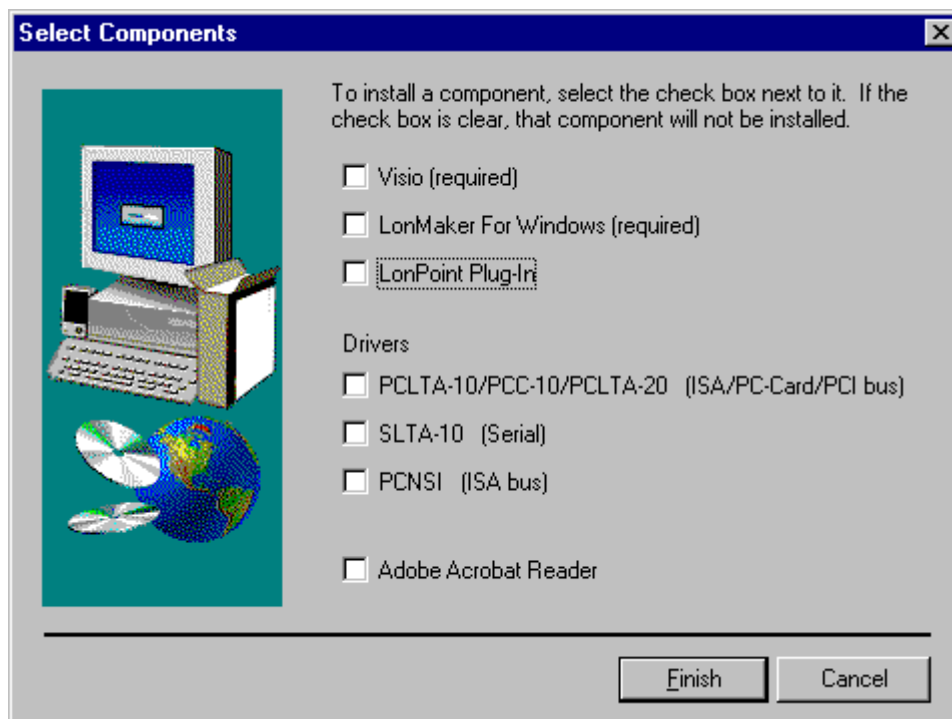 Select Components
To install a component, select the check box next to it.  If the
check box is clear, that component will not be installed.
Visio (required)
LonMaker For Windows (required)
LonPoint Plug-In
Drivers
PCLTA-10/PCC-10/PCLTA-20   (ISA/PC-Card/PCI bus)
SLTA-10   (Serial)
PCNSI   (ISA bus)
Adobe Acrobat Reader
Finish
Cancel